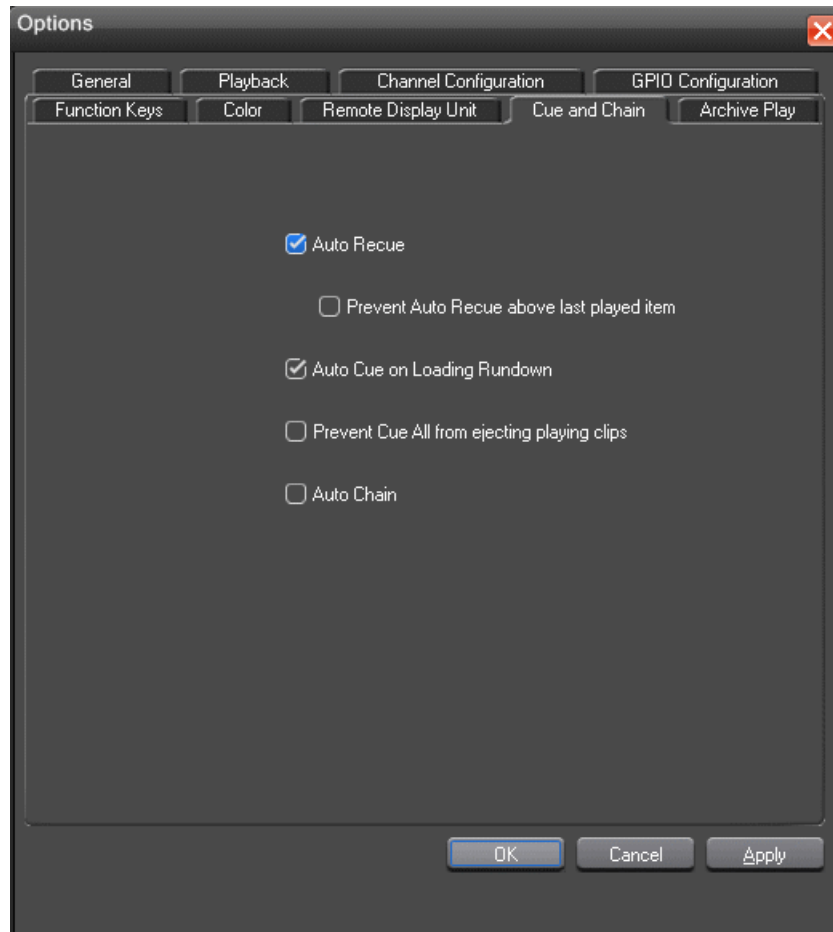 Options
General Playback Channel Configuration GPIO Configuration
Function Keys Color Remote Display Unit Cue and Chain Archive Play
Auto Recue
Prevent Auto Recue above last played item
Auto Cue on Loading Rundown
Prevent Cue All from ejecting playing clips
Auto Chain
OK Cancel Apply